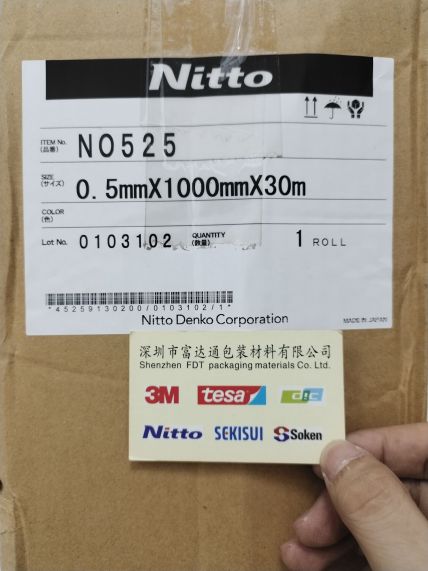 Nitto
ITEM No. NO525
(品番)
SIZE 0.5mmX1000mmX30m
(サイズ)
COLOR
(色)
Lot No. 0103102 QUANTITY 1 ROLL
(数量)
*45259130200/0103102/1*
Nitto Denko Corporation
MADE IN JAPAN
深圳市富达通包装材料有限公司
Shenzhen FDT packaging materials Co. Ltd.
3M tesa dic
Nitto SEKISUI Soken